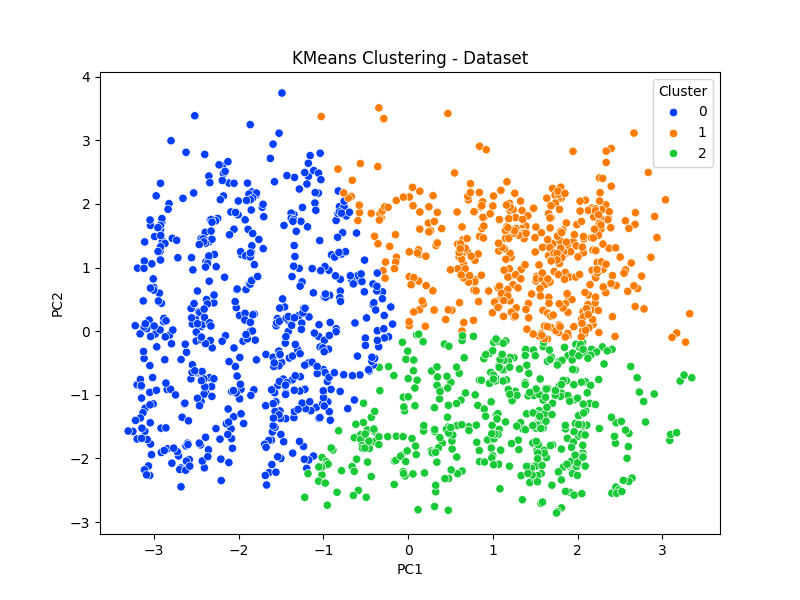 KMeans Clustering - Dataset
Cluster
0
1
2
4
3
2
1
0
−1
−2
−3
PC2
−3 −2 −1 0 1 2 3
PC1